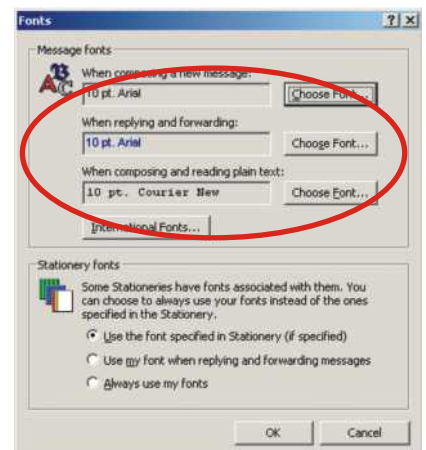 Fonts
Message fonts
When composing a new message:
10 pt. Arial
Choose Font...
When replying and forwarding:
10 pt. Arial
Choose Font...
When composing and reading plain text:
10 pt. Courier New
Choose Font...
International Fonts...
Stationery fonts
Some Stationeries have fonts associated with them. You
can choose to always use your fonts instead of the ones
specified in the Stationery.
Use the font specified in Stationery (if specified)
Use my font when replying and forwarding messages
Always use my fonts
OK
Cancel